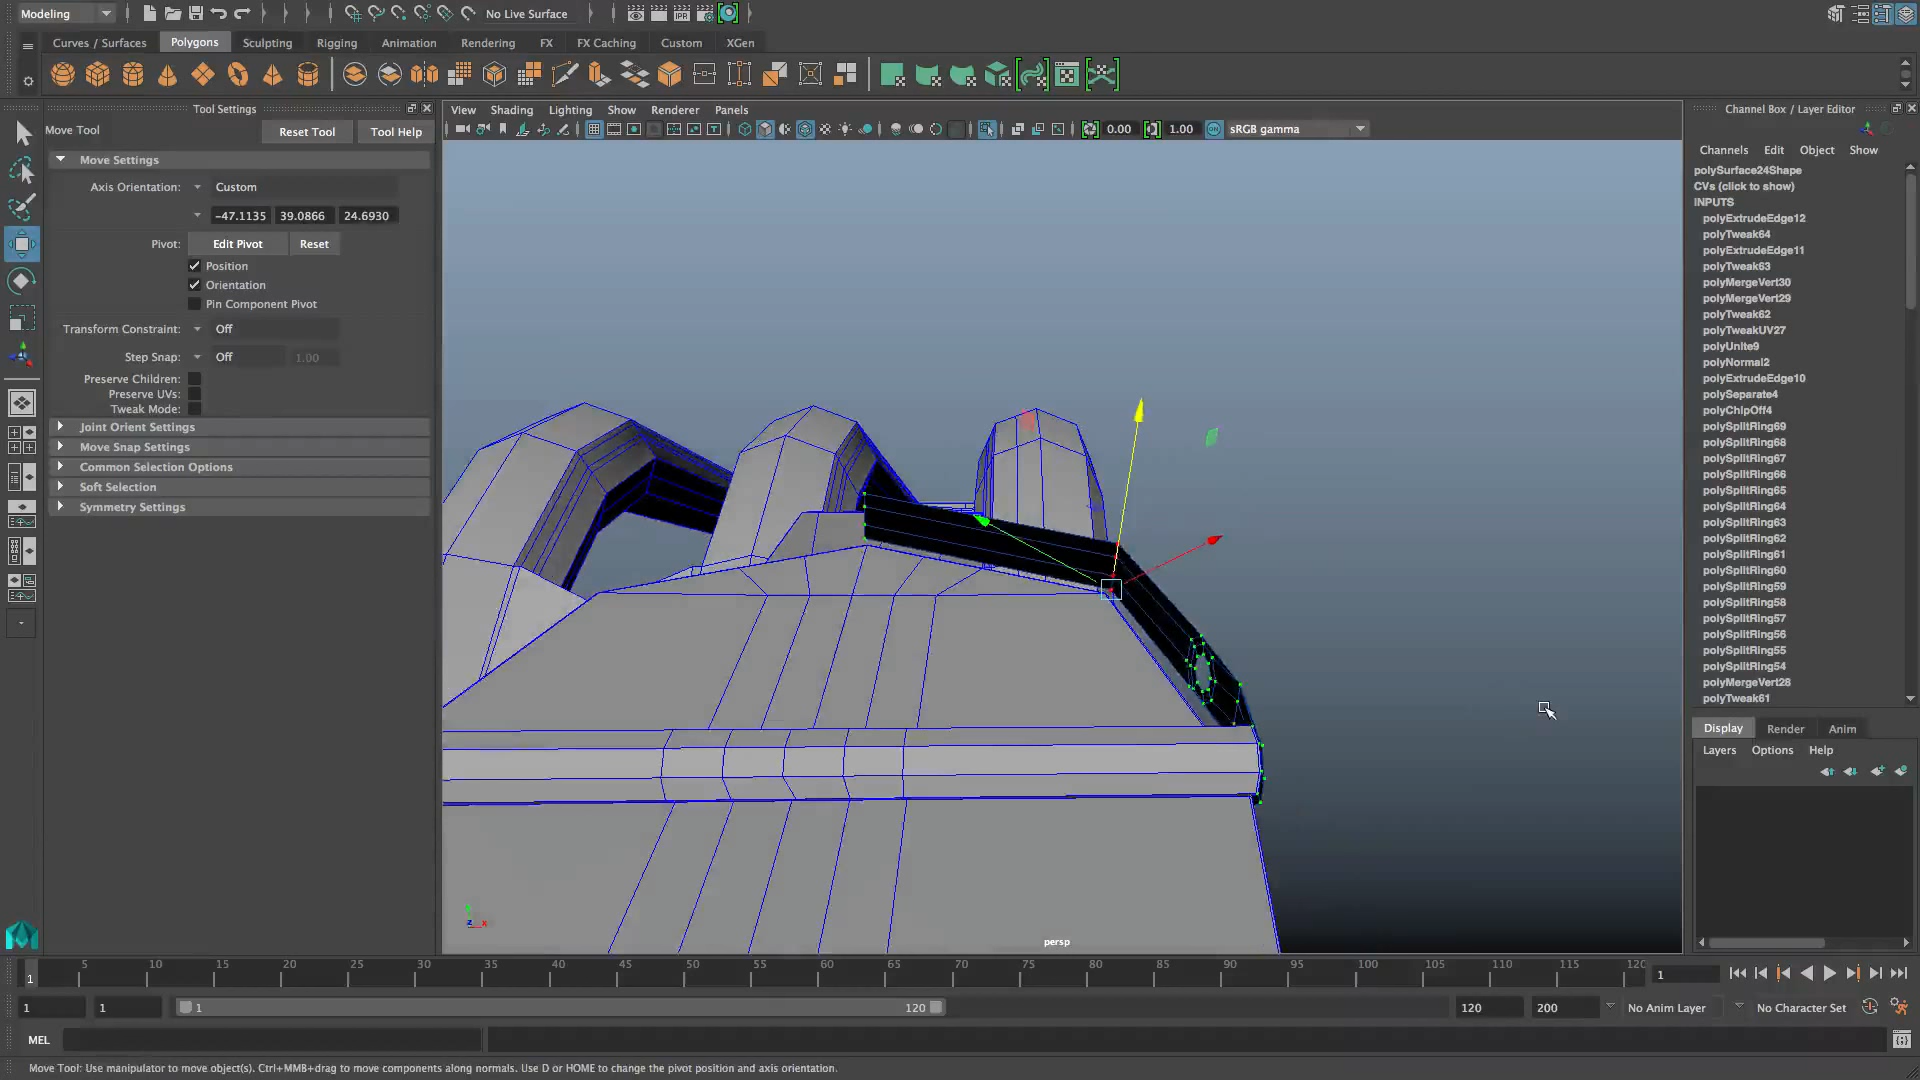 Modeling
No Live Surface
Curves / Surfaces Polygons Sculpting Rigging Animation Rendering FX FX Caching Custom XGen
Tool Settings
View Shading Lighting Show Renderer Panels
Channel Box / Layer Editor
Move Tool Reset Tool Tool Help
0.00 1.00 sRGB gamma
Channels Edit Object Show
Move Settings
polySurface24Shape
CVs (click to show)
Axis Orientation: Custom
INPUTS
-47.1135 39.0866 24.6930
polyExtrudeEdge12
polyTweak64
Pivot: Edit Pivot Reset
polyExtrudeEdge11
Position
polyTweak63
Orientation
polyMergeVert30
Pin Component Pivot
polyMergeVert29
polyTweak62
Transform Constraint: Off
polyTweakUV27
polyUnite9
Step Snap: Off 1.00
polyNormal2
Preserve Children:
polyExtrudeEdge10
Preserve UVs:
polySeparate4
Tweak Mode:
polyChipOff4
Joint Orient Settings
polySplitRing69
polySplitRing68
Move Snap Settings
polySplitRing67
Common Selection Options
polySplitRing66
Soft Selection
polySplitRing65
Symmetry Settings
polySplitRing64
polySplitRing63
polySplitRing62
polySplitRing61
polySplitRing60
polySplitRing59
polySplitRing58
polySplitRing57
polySplitRing56
polySplitRing55
polySplitRing54
polyMergeVert28
polyTweak61
Display Render Anim
Layers Options Help
y
z x
persp
5 10 15 20 25 30 35 40 45 50 55 60 65 70 75 80 85 90 95 100 105 110 115 120
1 1
1 1 1 120 120 200 No Anim Layer No Character Set
MEL
Move Tool: Use manipulator to move object(s). Ctrl+MMB+drag to move components along normals. Use D or HOME to change the pivot position and axis orientation.